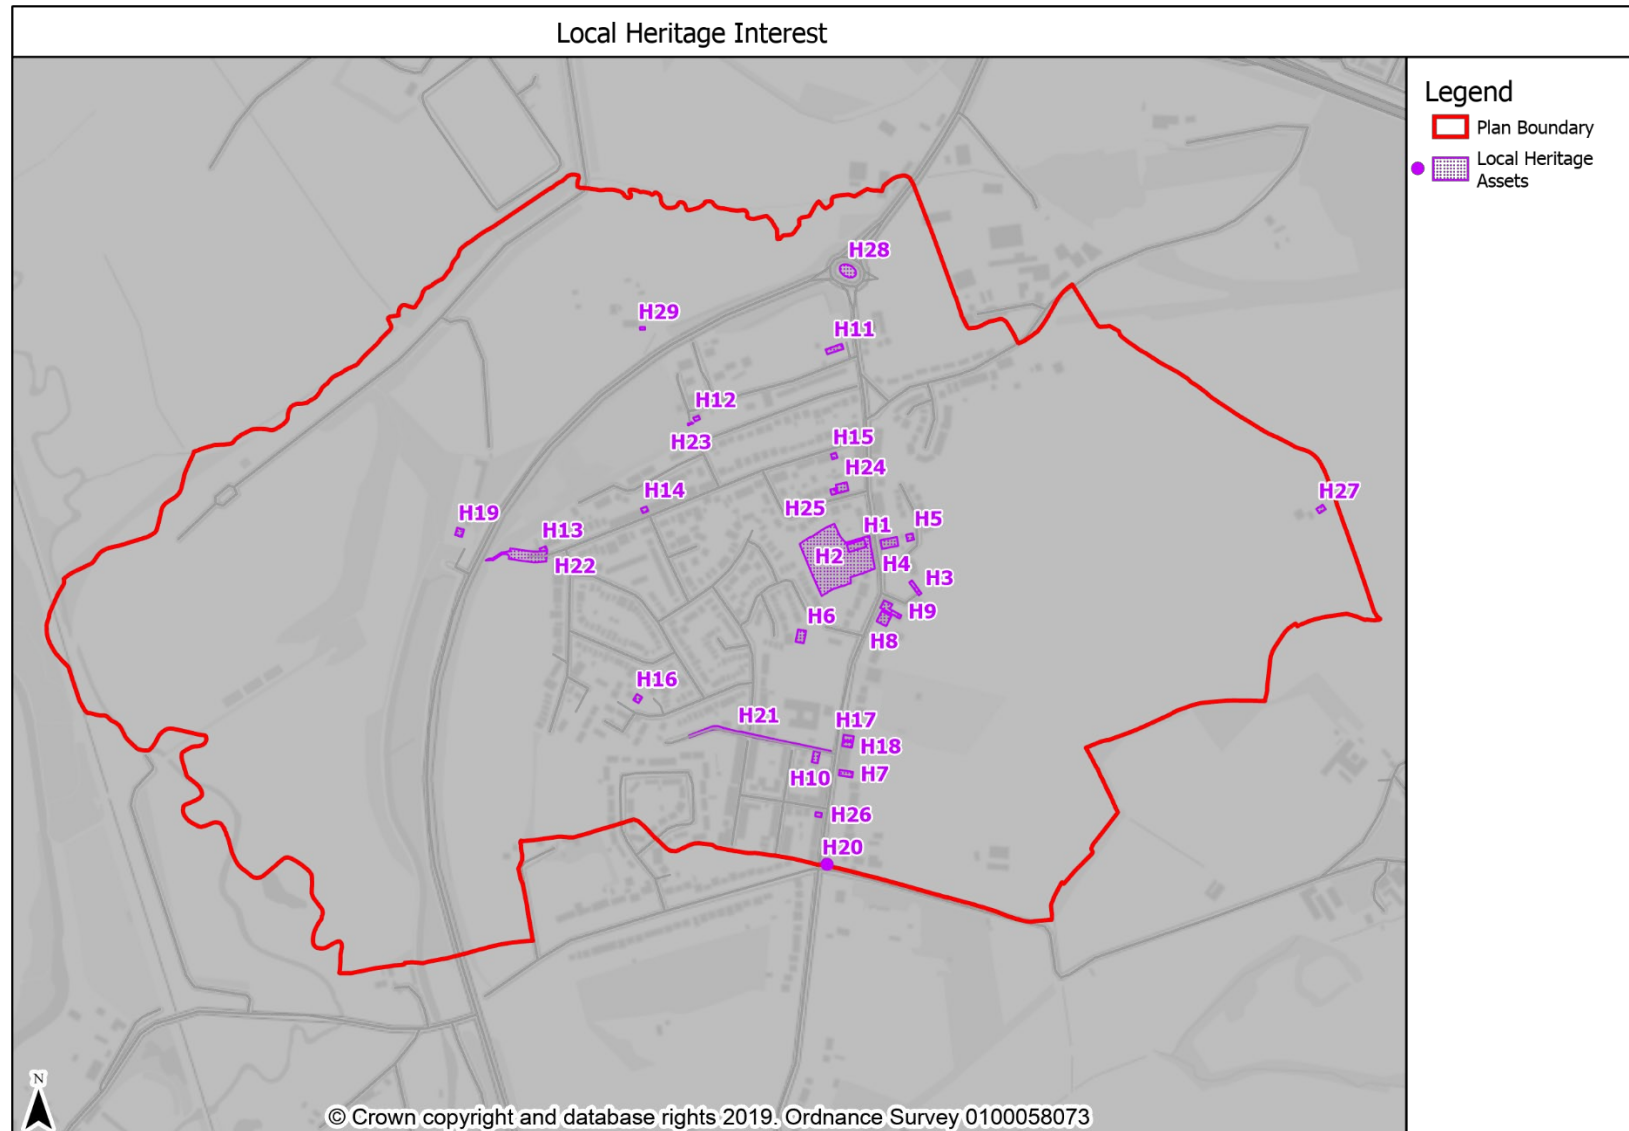 Local Heritage Interest
Legend
Plan Boundary
Local Heritage
Assets
H28
H29
H11
H12
H23
H15
H24
H14
H25
H27
H19
H13
H22
H1
H5
H2
H4
H3
H9
H6
H8
H16
H21
H17
H18
H10
H7
H26
H20
N
© Crown copyright and database rights 2019. Ordnance Survey 0100058073